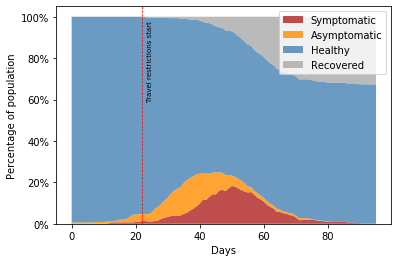 100%
80%
60%
40%
20%
0%
Percentage of population
Travel restrictions start
Symptomatic
Asymptomatic
Healthy
Recovered
0 20 40 60 80
Days